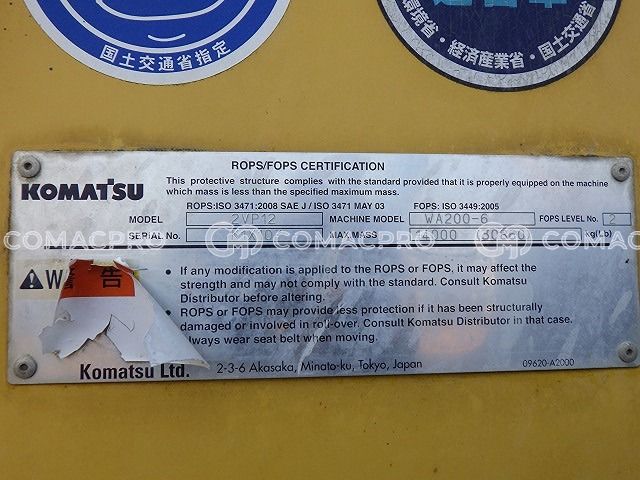 国土交通省指定
環境省・経済産業省・国土交通省
ROPS/FOPS CERTIFICATION
KOMATSU
This protective structure complies with the standard provided that it is properly equipped on the machine
which mass is less than the specified maximum mass.
ROPS:ISO 3471:2008 SAE J / ISO 3471 MAY 03 FOPS: ISO 3449:2005
MODEL 2VP12 MACHINE MODEL WA200-6 FOPS LEVEL No. 2
SERIAL No. MAX MASS 14000 (30860) kg(Lb)
COMACPRO COMACPRO COMACPRO
告
If any modification is applied to the ROPS or FOPS, it may affect the
strength and may not comply with the standard. Consult Komatsu
Distributor before altering.
ROPS or FOPS may provide less protection if it has been structurally
damaged or involved in roll-over. Consult Komatsu Distributor in that case.
Always wear seat belt when moving.
Komatsu Ltd. 2-3-6 Akasaka, Minato-ku, Tokyo, Japan 09620-A2000